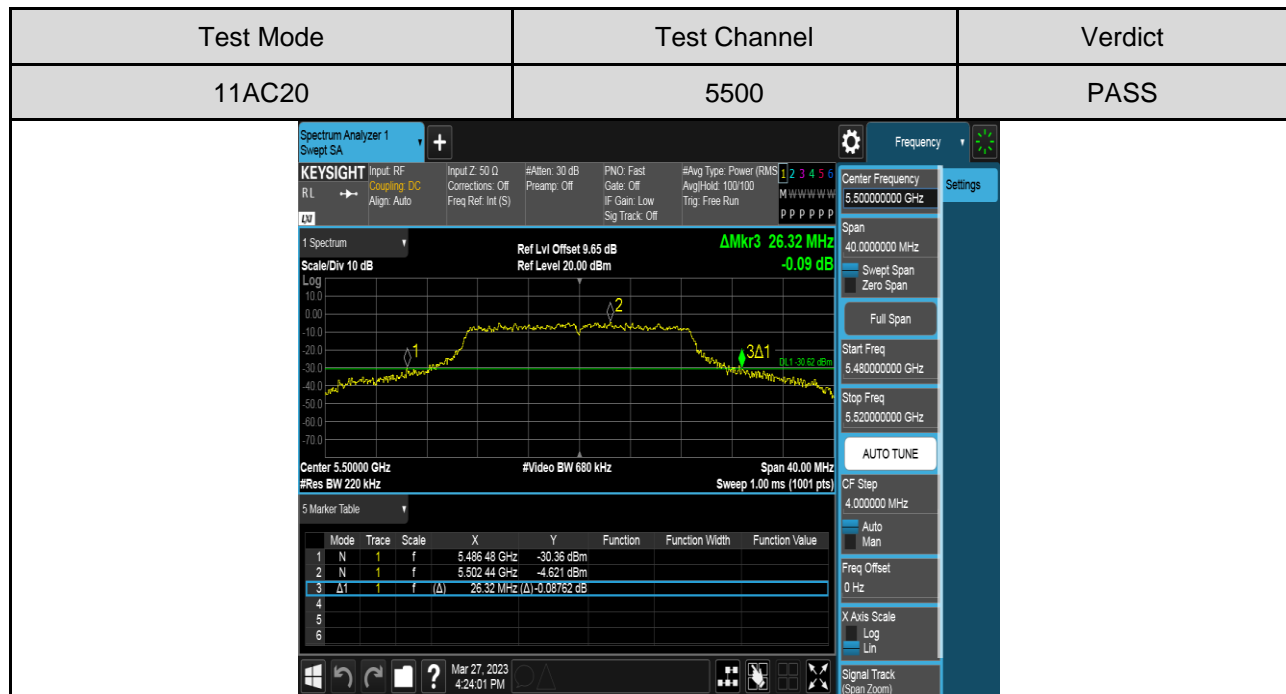 Test Mode Test Channel Verdict
11AC20 5500 PASS
Spectrum Analyzer 1
Swept SA
+
Frequency
KEYSIGHT Input: RF Input Z: 50 Ω #Atten: 30 dB PNO: Fast #Avg Type: Power (RMS 1 2 3 4 5 6
RL Coupling: DC Corrections: Off Preamp: Off Gate: Off Avg|Hold: 100/100 M W W W W W
Align: Auto Freq Ref: Int (S) IF Gain: Low Trig: Free Run
LXI Sig Track: Off P P P P P P
Center Frequency
5.500000000 GHz
Settings
Span
40.0000000 MHz
Swept Span
Zero Span
Full Span
Start Freq
5.480000000 GHz
Stop Freq
5.520000000 GHz
AUTO TUNE
CF Step
4.000000 MHz
Auto
Man
Freq Offset
0 Hz
X Axis Scale
Log
Lin
Signal Track
(Span Zoom)
1 Spectrum Ref Lvl Offset 9.65 dB ΔMkr3 26.32 MHz
Scale/Div 10 dB Ref Level 20.00 dBm -0.09 dB
Log
10.0
0.00
-10.0
-20.0
-30.0
-40.0
-50.0
-60.0
-70.0
1
2
3Δ1
DL1 -30.62 dBm
Center 5.50000 GHz #Video BW 680 kHz Span 40.00 MHz
#Res BW 220 kHz Sweep 1.00 ms (1001 pts)
5 Marker Table
Mode Trace Scale X Y Function Function Width Function Value
1 N 1 f 5.486 48 GHz -30.36 dBm
2 N 1 f 5.502 44 GHz -4.621 dBm
3 Δ1 1 f (Δ) 26.32 MHz (Δ) -0.08762 dB
4
5
6
? Mar 27, 2023
4:24:01 PM